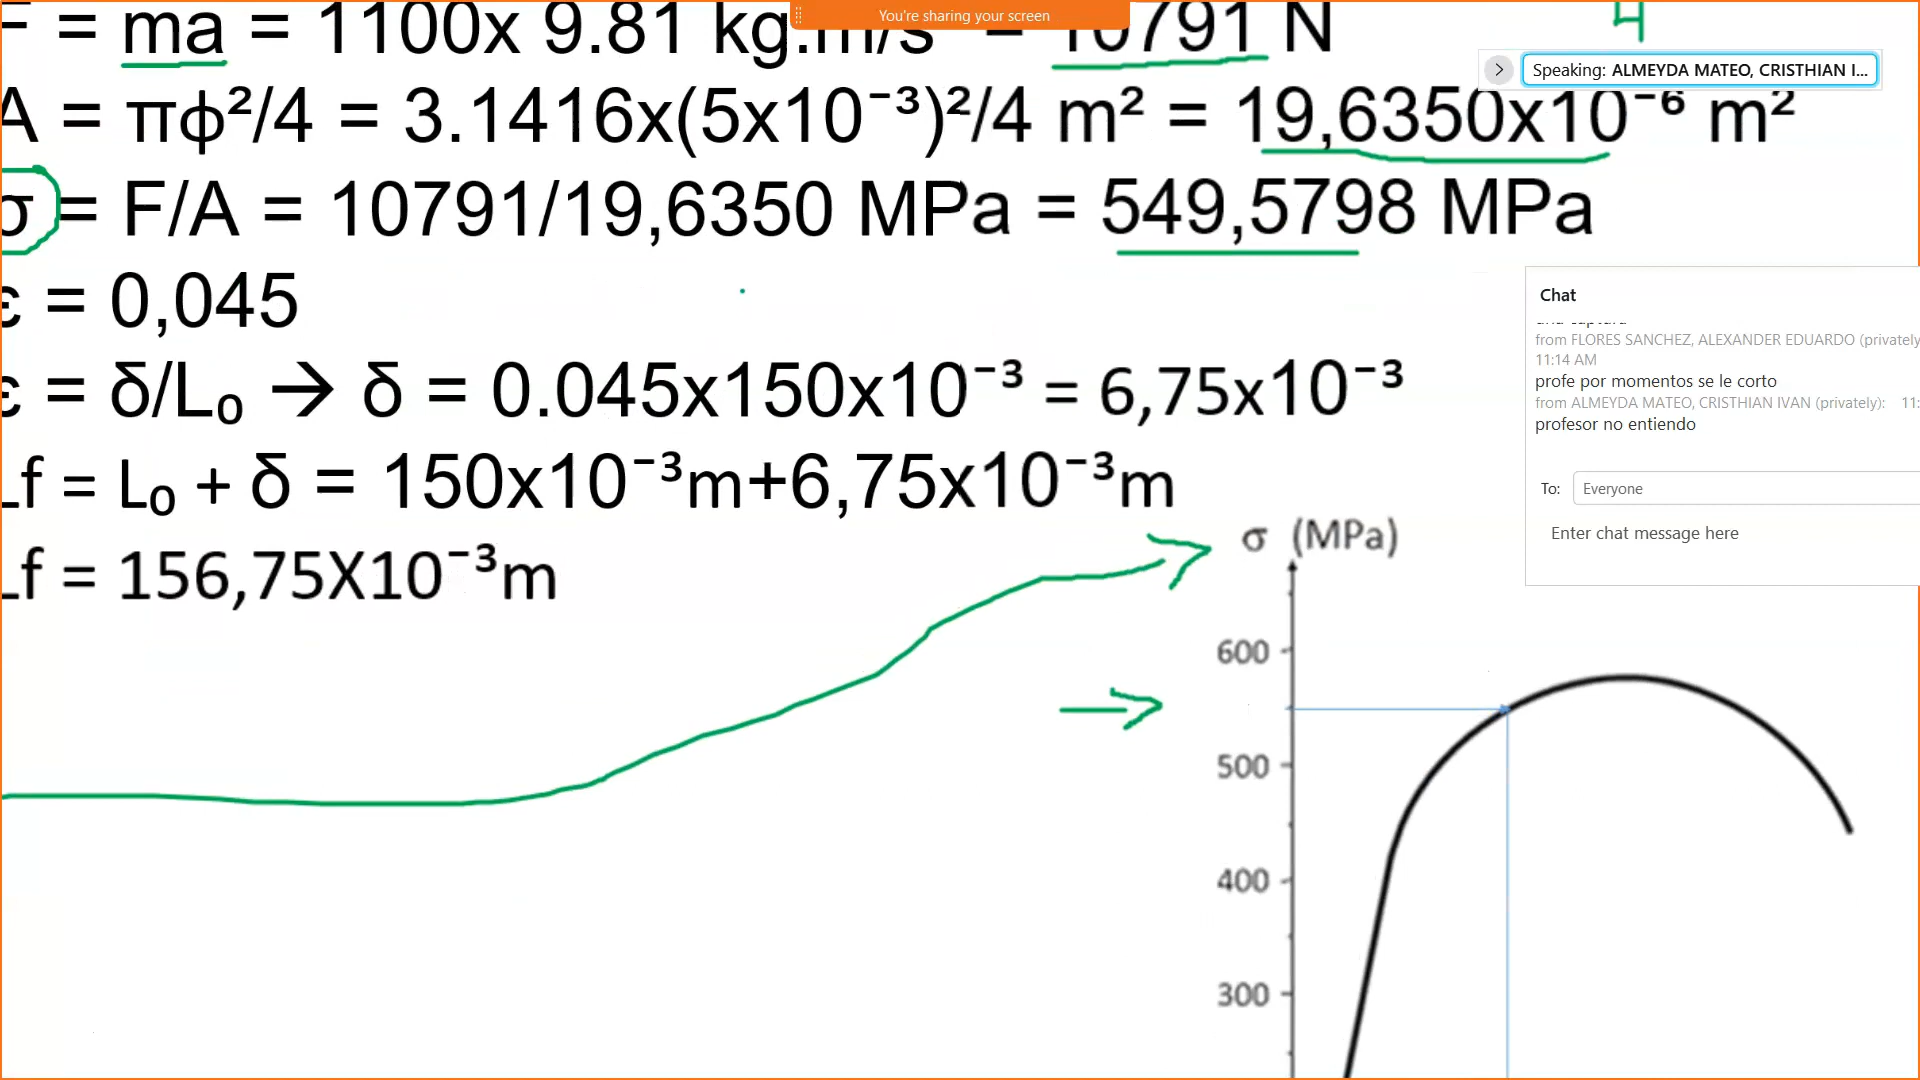 F = ma = 1100x 9.81 kg.m/s = 10791 N
You're sharing your screen
Speaking: ALMEYDA MATEO, CRISTHIAN I...
A = πϕ²/4 = 3.1416x(5x10⁻³)²/4 m² = 19,6350x10⁻⁶ m²
σ = F/A = 10791/19,6350 MPa = 549,5798 MPa
ε = 0,045
ε = δ/L₀ → δ = 0.045x150x10⁻³ = 6,75x10⁻³
Lf = L₀ + δ = 150x10⁻³m+6,75x10⁻³m
Lf = 156,75X10⁻³m
Chat
from FLORES SANCHEZ, ALEXANDER EDUARDO (privately
11:14 AM
profe por momentos se le corto
from ALMEYDA MATEO, CRISTHIAN IVAN (privately): 11:
profesor no entiendo
To: Everyone
Enter chat message here
σ (MPa)
600
500
400
300